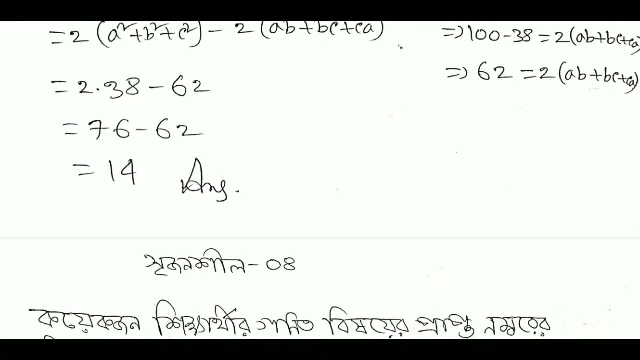 = 2 (a²+b²+c²) - 2 (ab+bc+ca)
⇒ 100-38 = 2(ab+bc+ca)
= 2.38 - 62
⇒ 62 = 2(ab+bc+ca)
= 76 - 62
= 14 Ans.
সৃজনশীল-০৪
কয়েকজন শিক্ষার্থীর গণিত বিষয়ের প্রাপ্ত নম্বরের